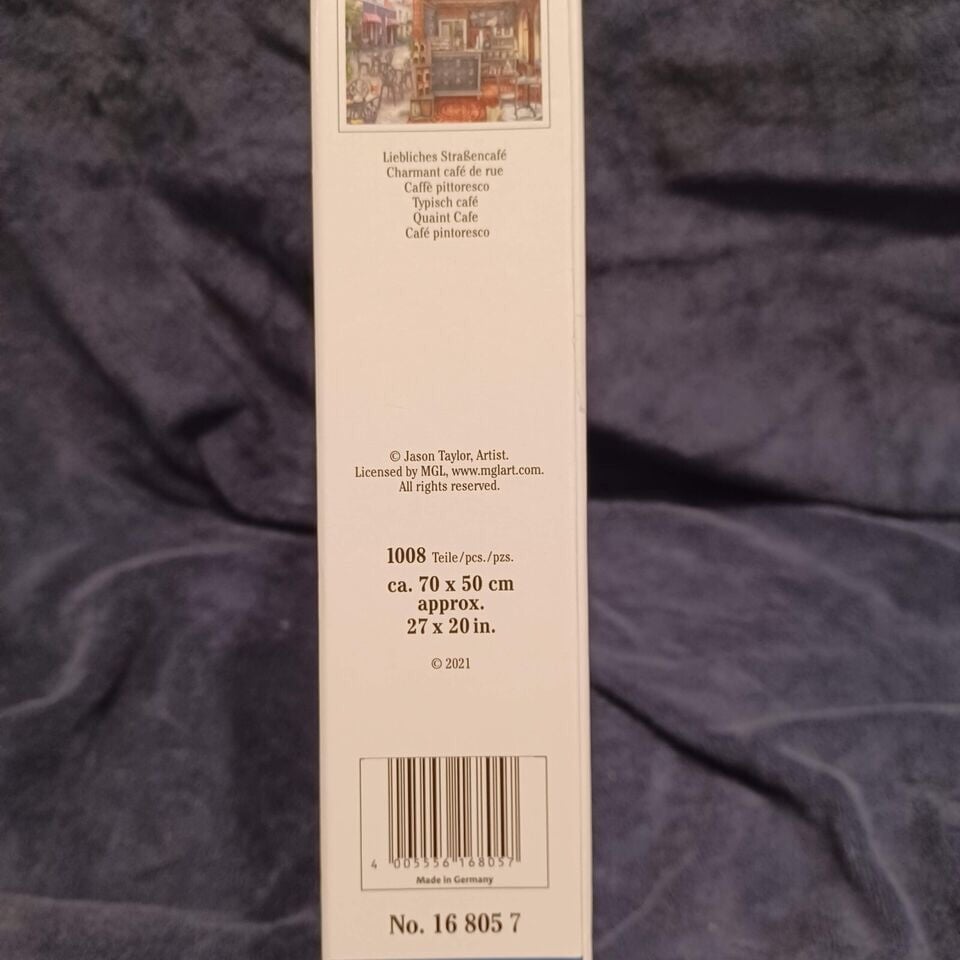 Liebliches Straßencafé
Charmant café de rue
Caffè pittoresco
Typisch café
Quaint Cafe
Café pintoresco
© Jason Taylor, Artist.
Licensed by MGL, www.mglart.com.
All rights reserved.
1008 Teile/pcs./pzs.
ca. 70 x 50 cm
approx.
27 x 20 in.
© 2021
4 005556 168057
Made in Germany
No. 16 805 7